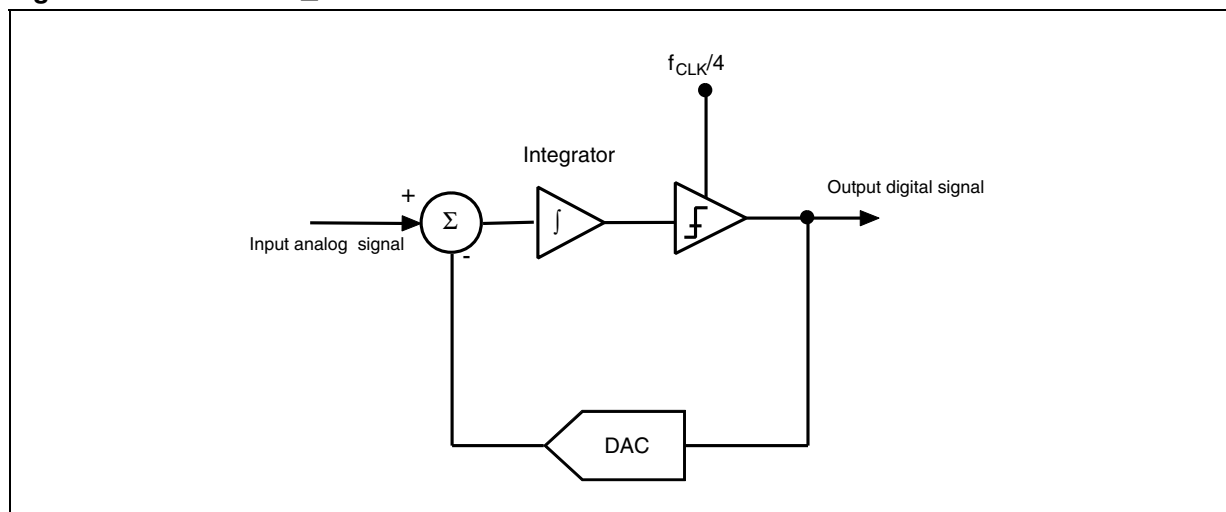 f_CLK/4
Integrator
Output digital signal
+
Σ
∫
Input analog signal
-
DAC